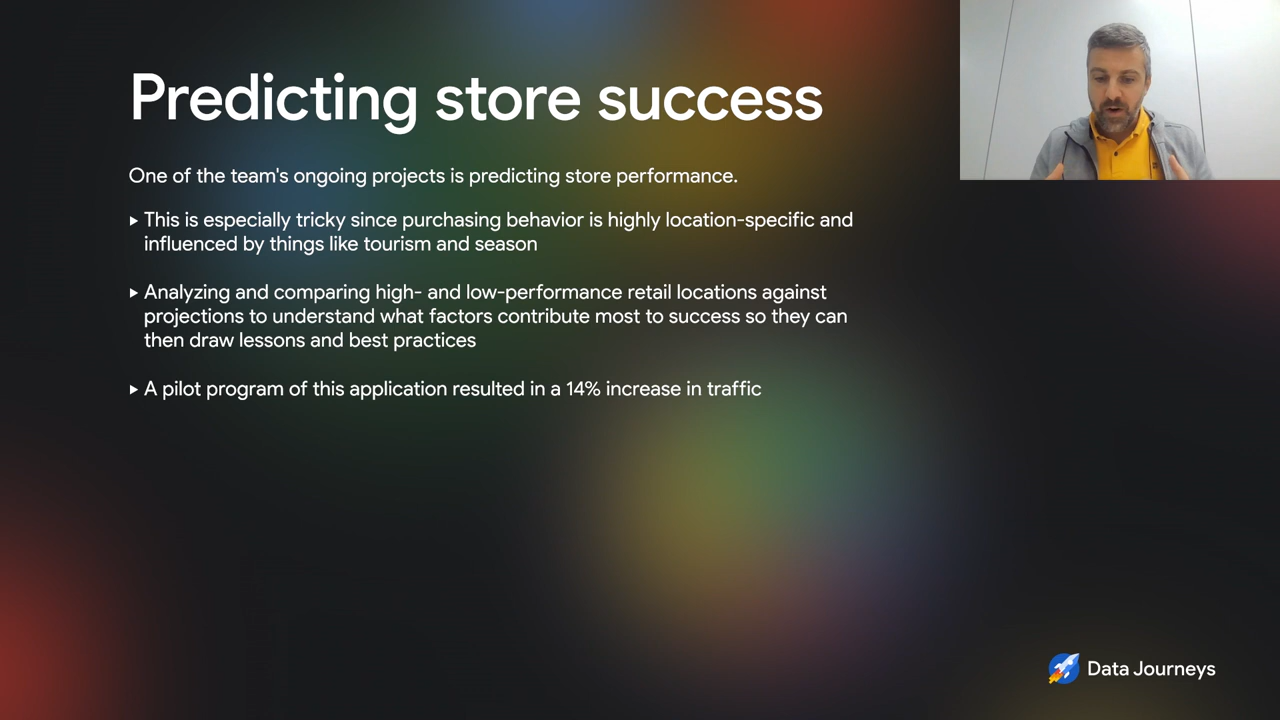 Predicting store success
One of the team's ongoing projects is predicting store performance.
▸ This is especially tricky since purchasing behavior is highly location-specific and
influenced by things like tourism and season
▸ Analyzing and comparing high- and low-performance retail locations against
projections to understand what factors contribute most to success so they can
then draw lessons and best practices
▸ A pilot program of this application resulted in a 14% increase in traffic
Data Journeys